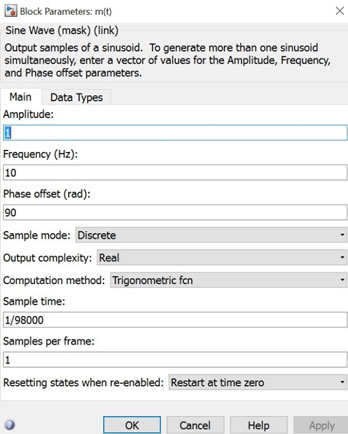 Block Parameters: m(t)
Sine Wave (mask) (link)
Output samples of a sinusoid. To generate more than one sinusoid
simultaneously, enter a vector of values for the Amplitude, Frequency,
and Phase offset parameters.
Main Data Types
Amplitude:
1
Frequency (Hz):
10
Phase offset (rad):
90
Sample mode: Discrete
Output complexity: Real
Computation method: Trigonometric fcn
Sample time:
1/98000
Samples per frame:
1
Resetting states when re-enabled: Restart at time zero
OK Cancel Help Apply